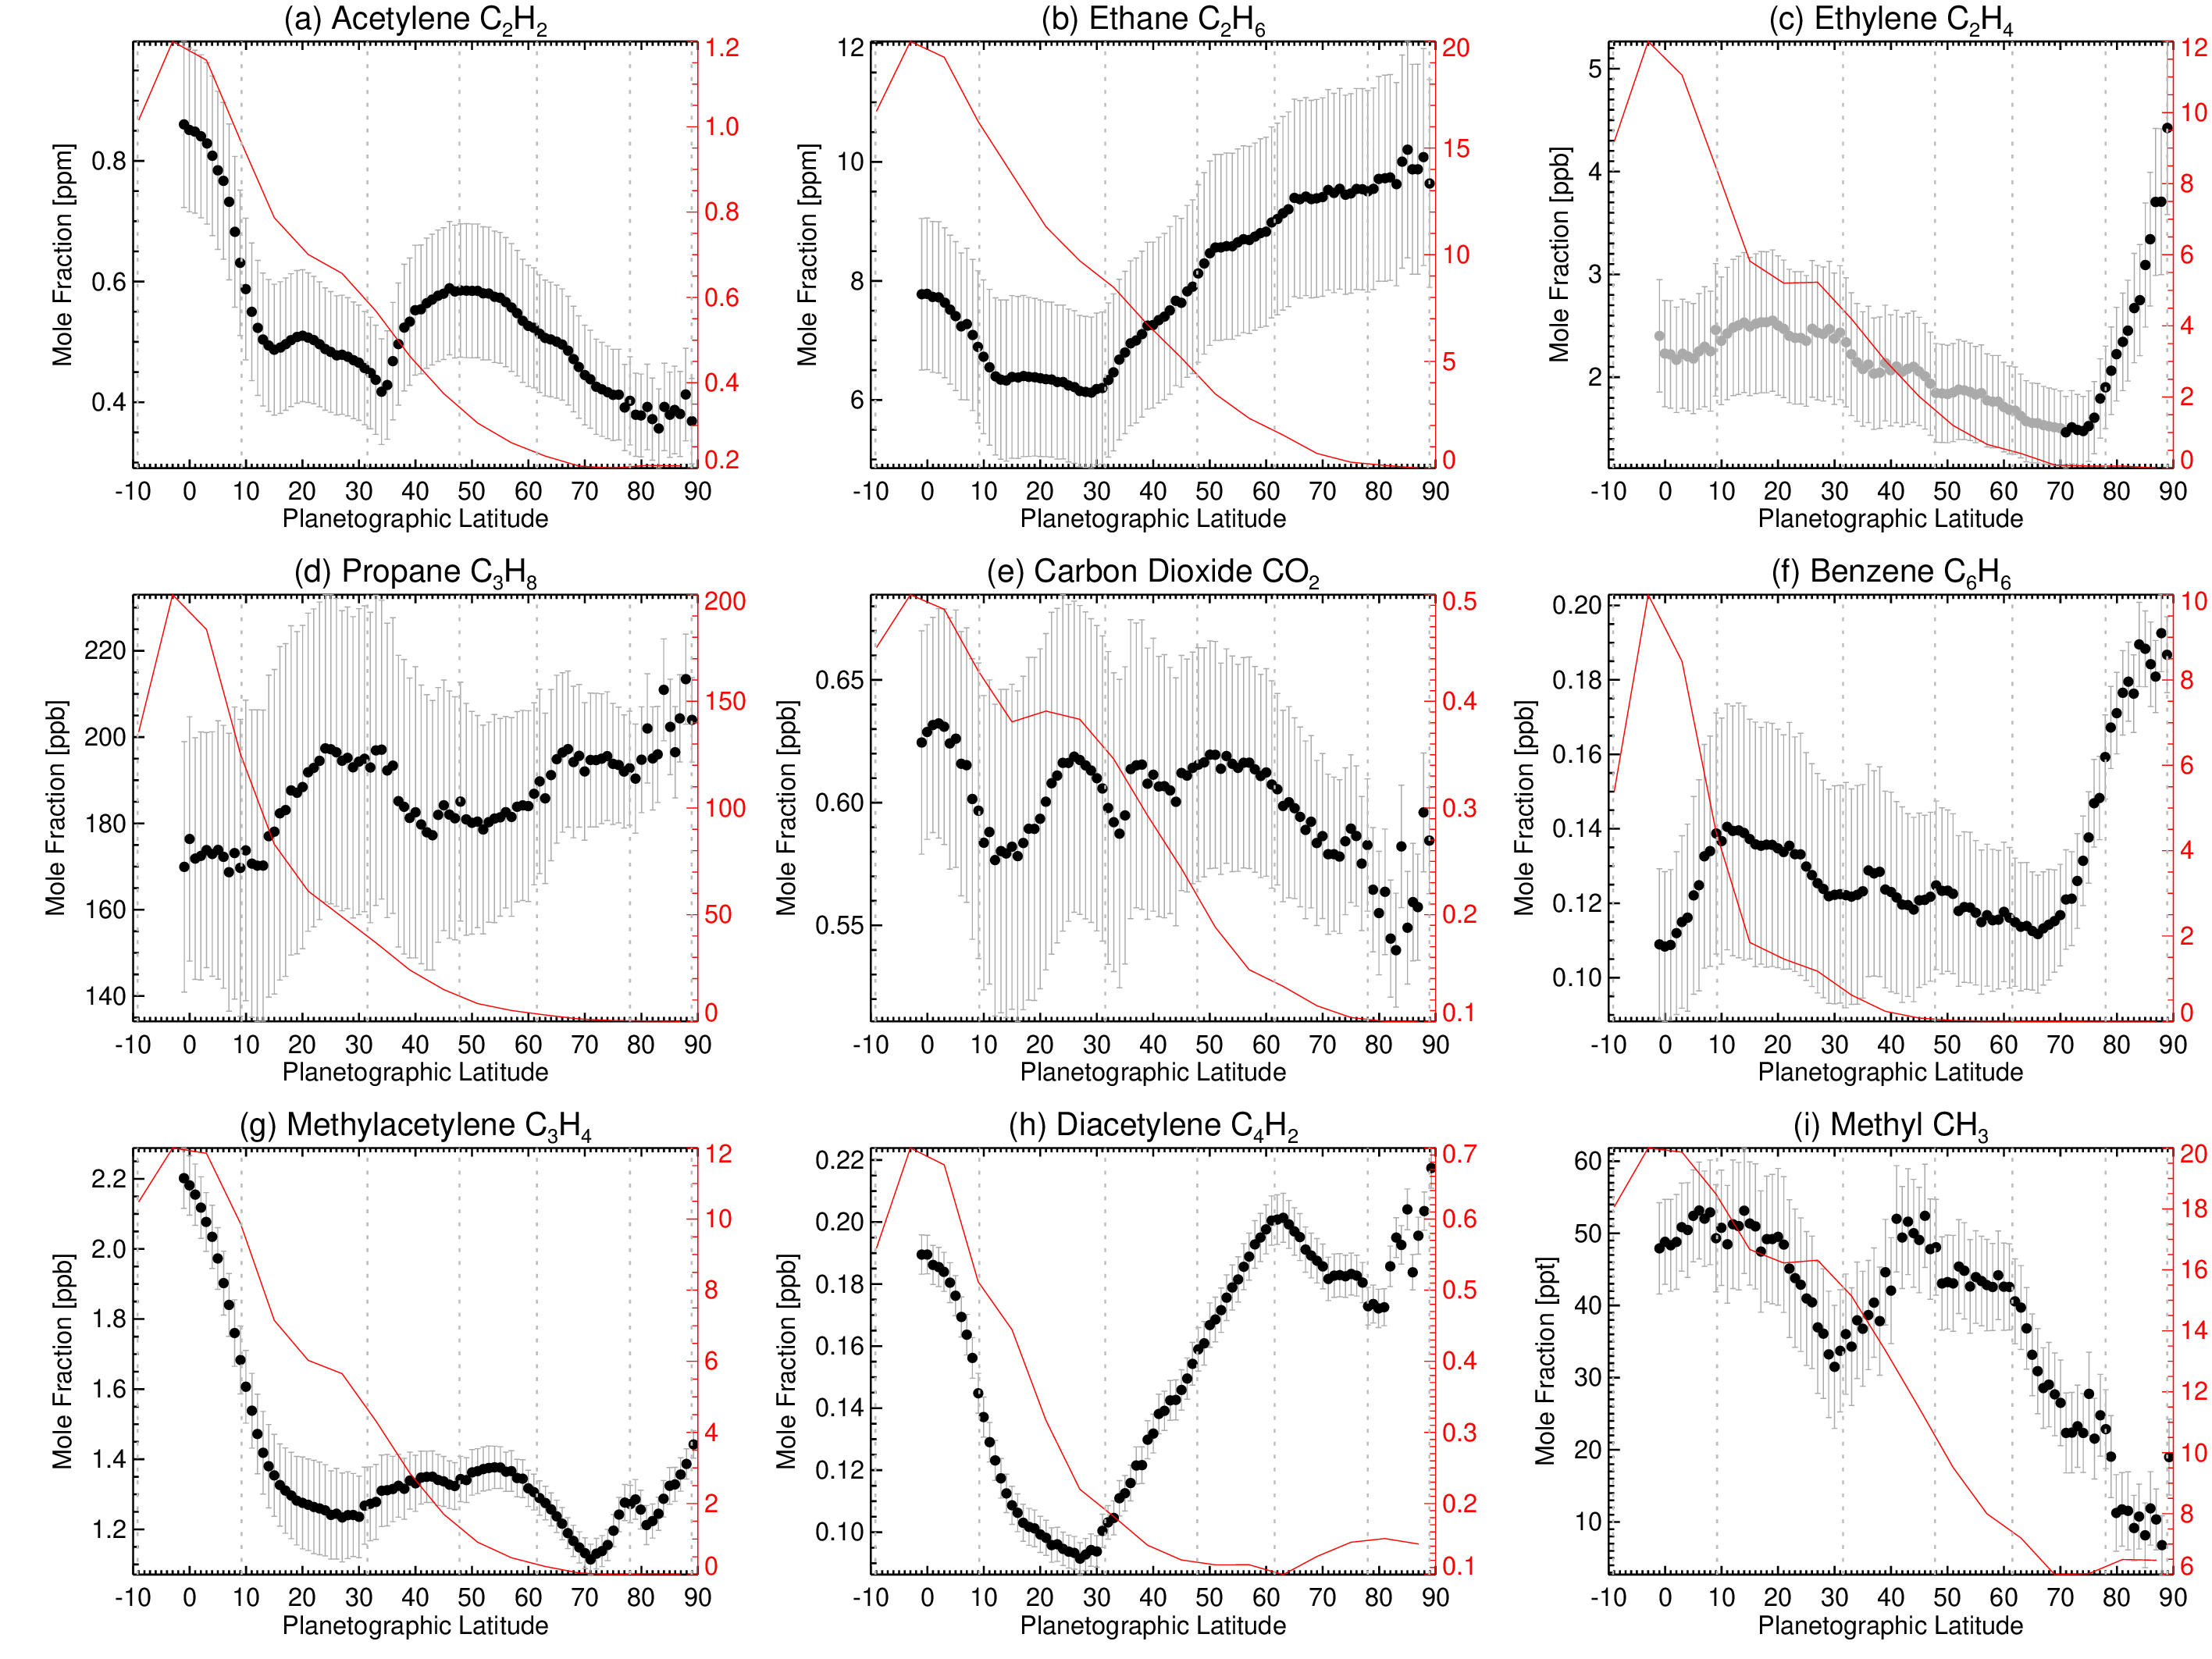 (a) Acetylene C₂H₂
Mole Fraction [ppm]
0.8
0.6
0.4
1.2
1.0
0.8
0.6
0.4
0.2
-10 0 10 20 30 40 50 60 70 80 90
Planetographic Latitude
(b) Ethane C₂H₆
Mole Fraction [ppm]
12
10
8
6
20
15
10
5
0
-10 0 10 20 30 40 50 60 70 80 90
Planetographic Latitude
(c) Ethylene C₂H₄
Mole Fraction [ppb]
5
4
3
2
12
10
8
6
4
2
0
-10 0 10 20 30 40 50 60 70 80 90
Planetographic Latitude
(d) Propane C₃H₈
Mole Fraction [ppb]
220
200
180
160
140
200
150
100
50
0
-10 0 10 20 30 40 50 60 70 80 90
Planetographic Latitude
(e) Carbon Dioxide CO₂
Mole Fraction [ppb]
0.65
0.60
0.55
0.5
0.4
0.3
0.2
0.1
-10 0 10 20 30 40 50 60 70 80 90
Planetographic Latitude
(f) Benzene C₆H₆
Mole Fraction [ppb]
0.20
0.18
0.16
0.14
0.12
0.10
10
8
6
4
2
0
-10 0 10 20 30 40 50 60 70 80 90
Planetographic Latitude
(g) Methylacetylene C₃H₄
Mole Fraction [ppb]
2.2
2.0
1.8
1.6
1.4
1.2
12
10
8
6
4
2
0
-10 0 10 20 30 40 50 60 70 80 90
Planetographic Latitude
(h) Diacetylene C₄H₂
Mole Fraction [ppb]
0.22
0.20
0.18
0.16
0.14
0.12
0.10
0.7
0.6
0.5
0.4
0.3
0.2
0.1
-10 0 10 20 30 40 50 60 70 80 90
Planetographic Latitude
(i) Methyl CH₃
Mole Fraction [ppt]
60
50
40
30
20
10
20
18
16
14
12
10
8
6
-10 0 10 20 30 40 50 60 70 80 90
Planetographic Latitude